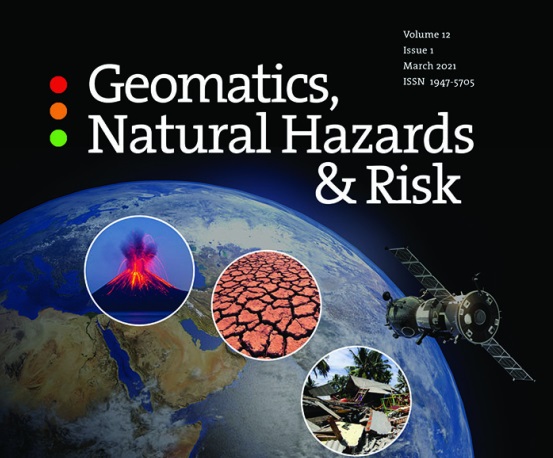 Volume 12
Issue 1
March 2021
ISSN 1947-5705
Geomatics,
Natural Hazards
& Risk